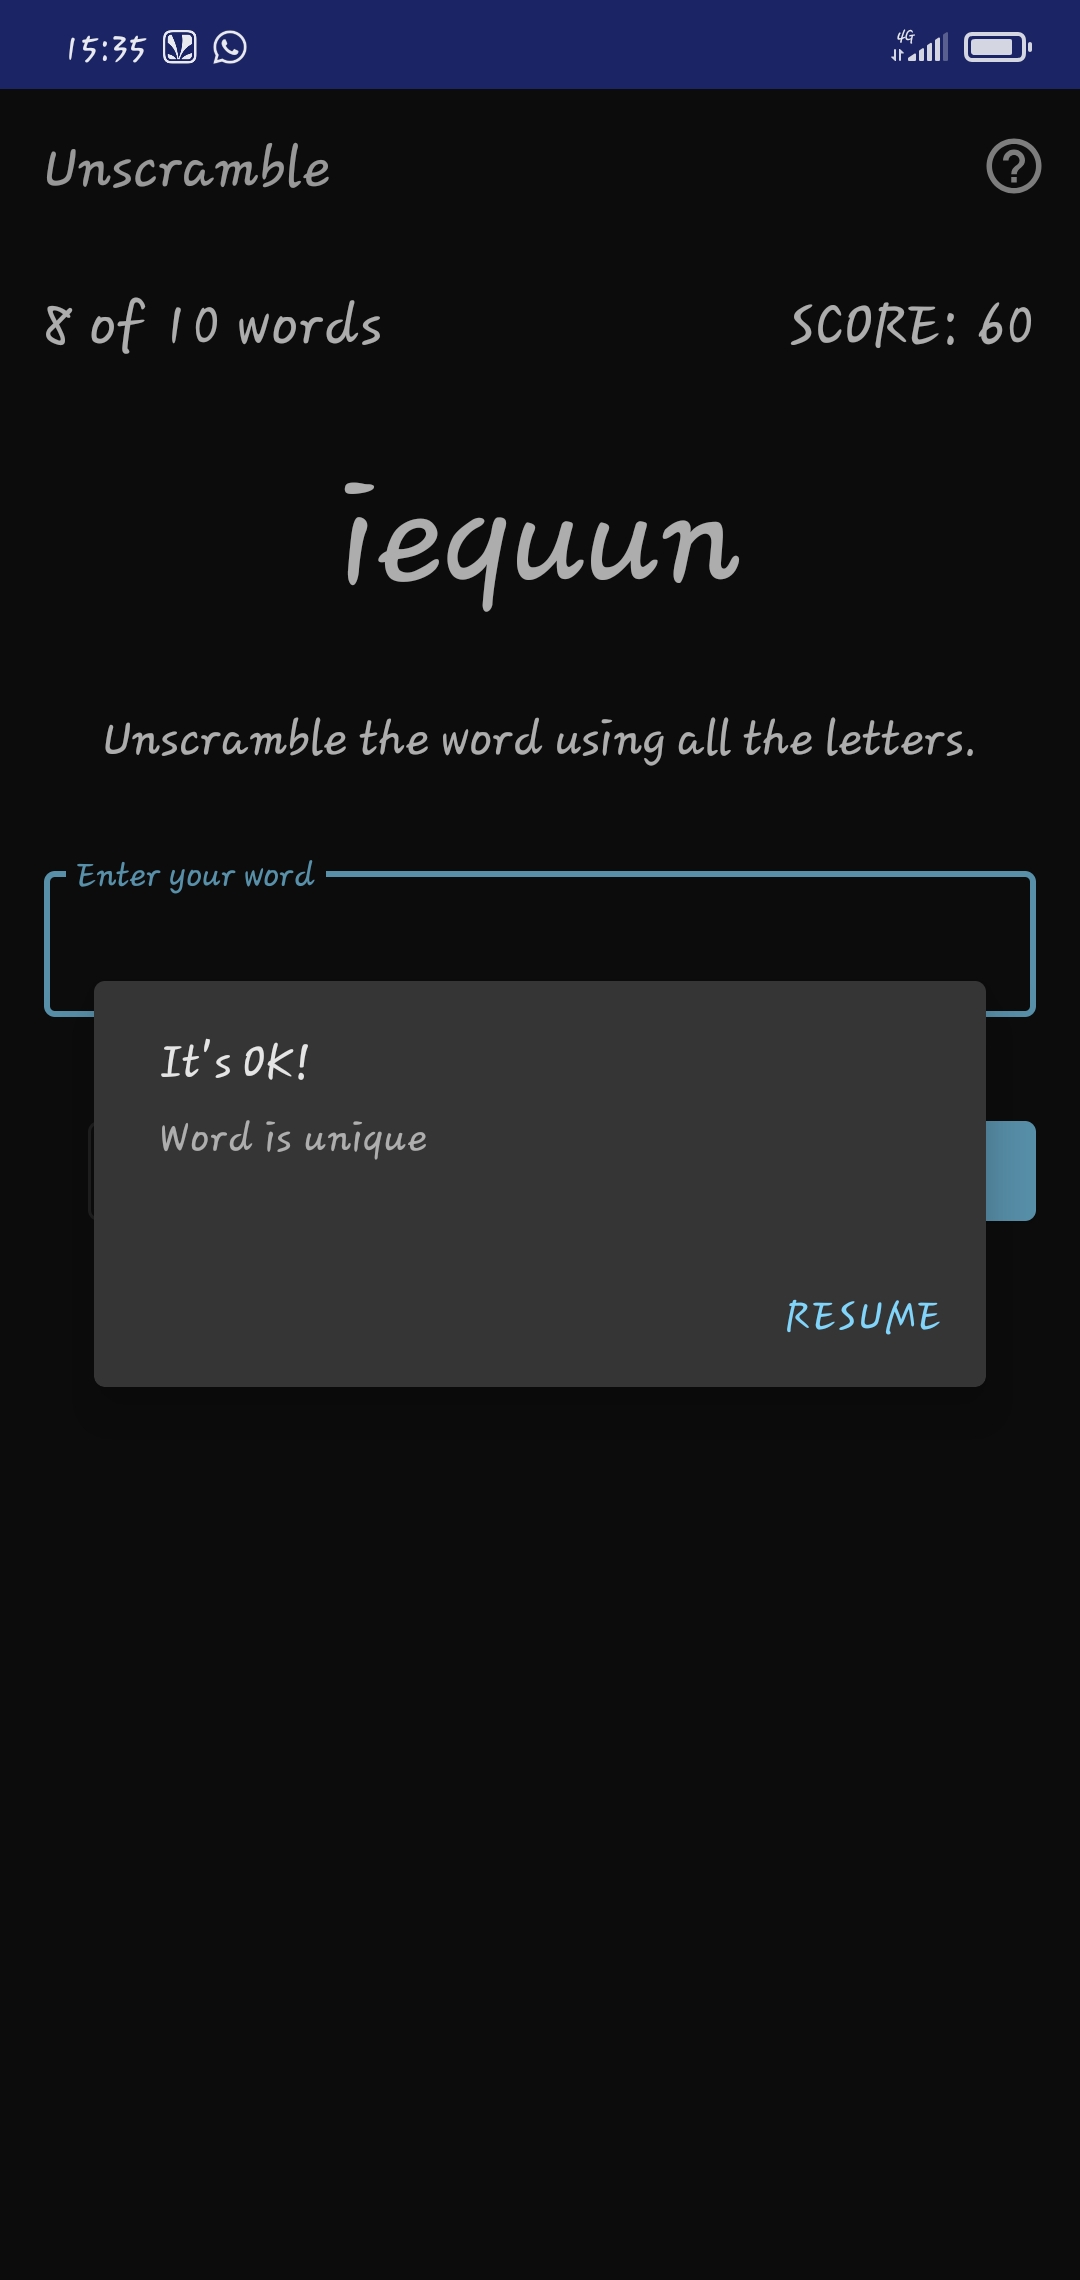 15:35
4G
Unscramble
8 of 10 words
SCORE: 60
iequun
Unscramble the word using all the letters.
Enter your word
It's OK!
Word is unique
RESUME